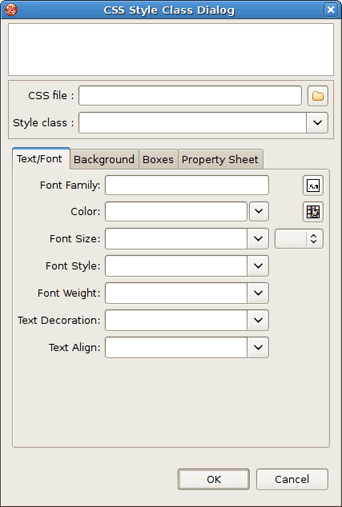 CSS Style Class Dialog
CSS file :
Style class :
Text/Font Background Boxes Property Sheet
Font Family:
Color:
Font Size:
Font Style:
Font Weight:
Text Decoration:
Text Align:
OK Cancel